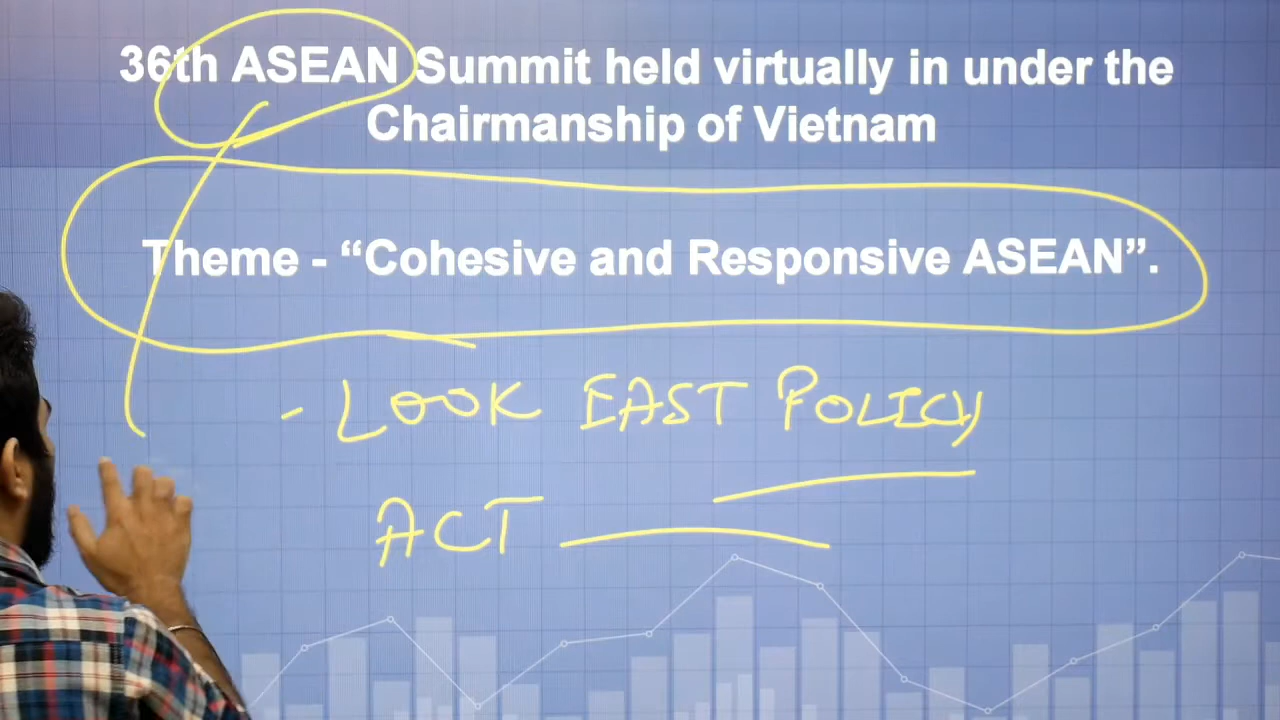 36th ASEAN Summit held virtually in under the
Chairmanship of Vietnam
Theme - “Cohesive and Responsive ASEAN”.
- LOOK EAST POLICY
ACT